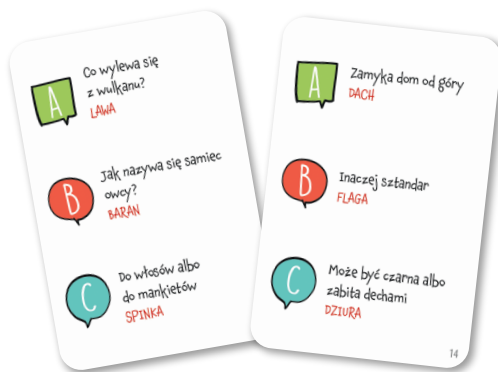 A
Co wylewa się
z wulkanu?
LAWA
B
Jak nazywa się samiec
owcy?
BARAN
C
Do włosów albo
do mankietów
SPINKA
A
Zamyka dom od góry
DACH
B
Inaczej sztandar
FLAGA
C
Może być czarna albo
zabita dechami
DZIURA
14